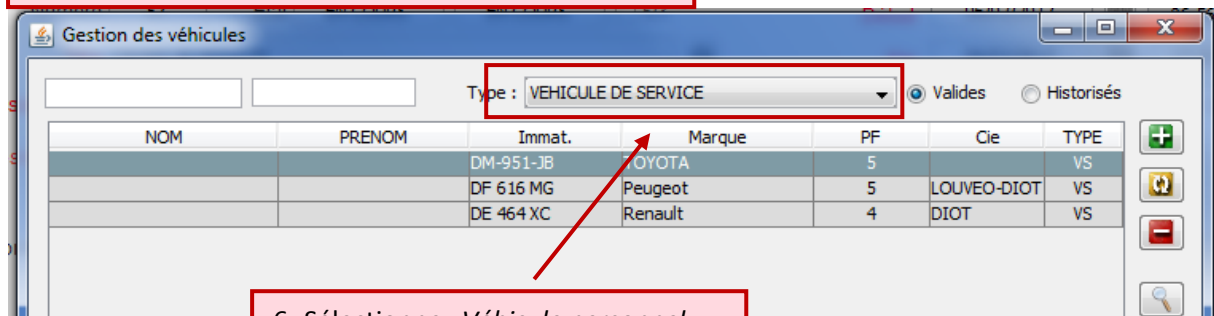 Gestion des véhicules
Type : VEHICULE DE SERVICE Valides Historisés
NOM PRENOM Immat. Marque PF Cie TYPE
DM-951-JB TOYOTA 5 VS
DF 616 MG Peugeot 5 LOUVEO-DIOT VS
DE 464 XC Renault 4 DIOT VS